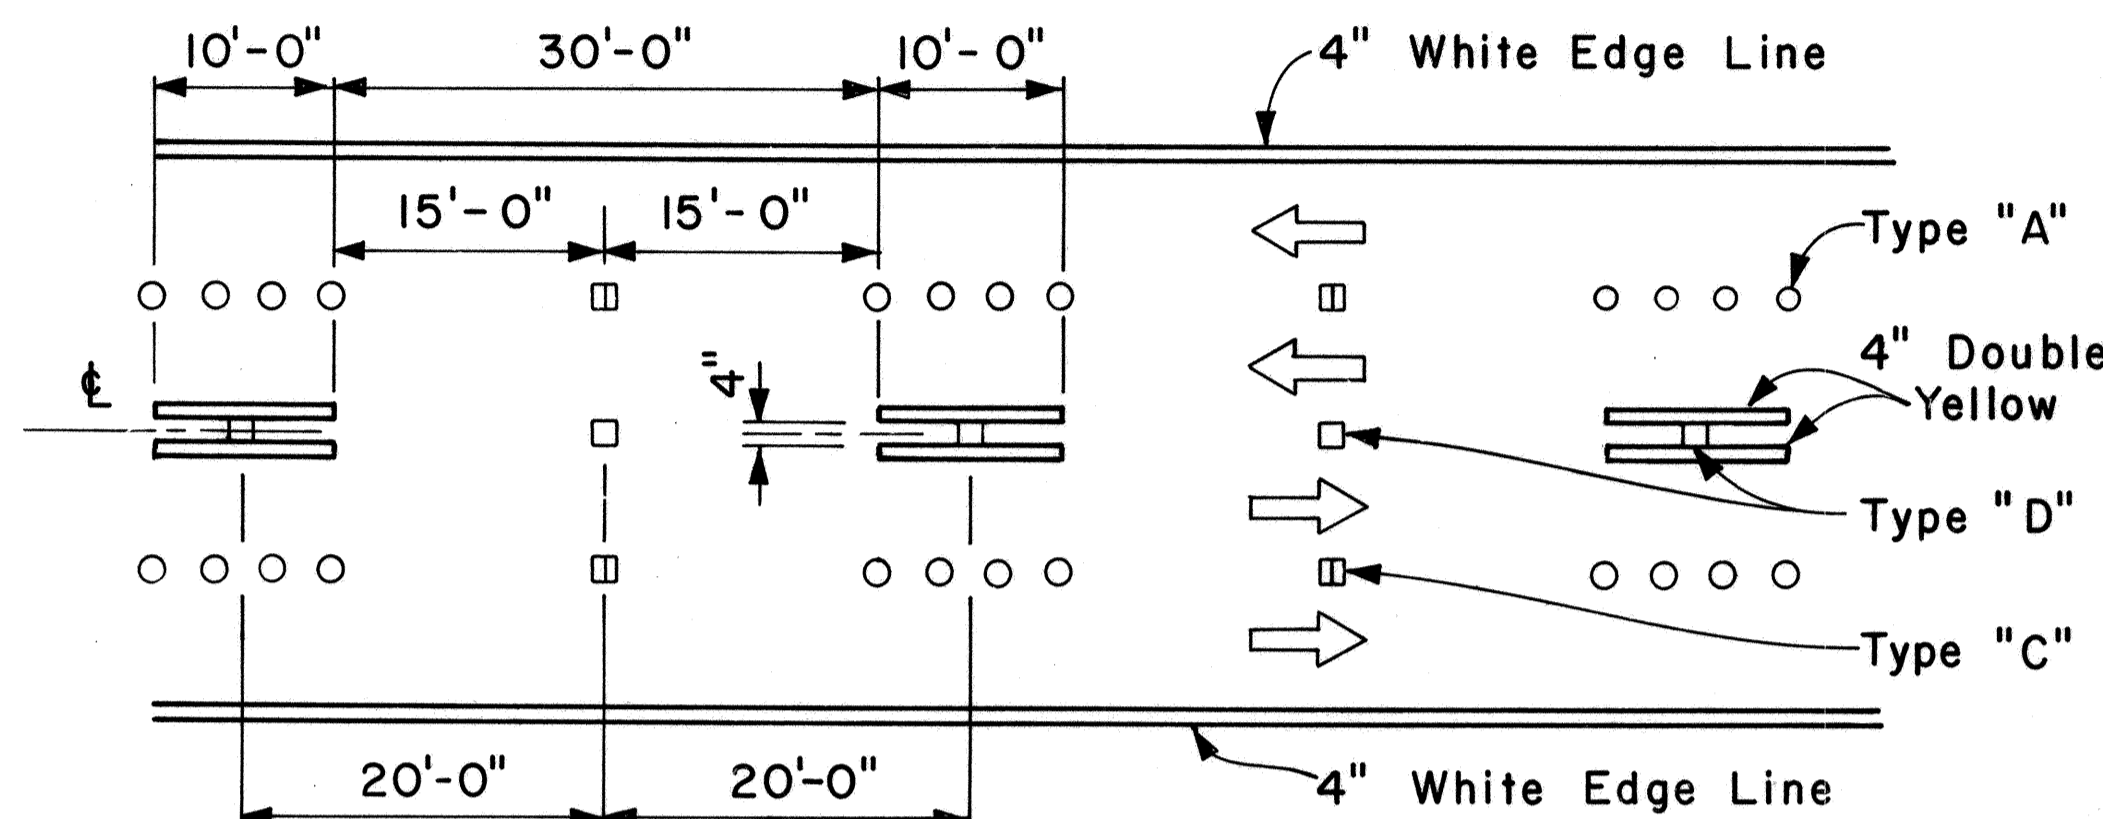 10'-0" 30'-0" 10'-0"
4" White Edge Line
15'-0" 15'-0"
Type "A"
4" Double
Yellow
℄
4"
Type "D"
Type "C"
20'-0" 20'-0"
4" White Edge Line